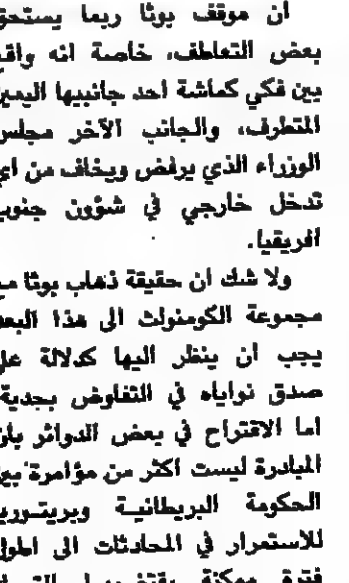 ان موقف بوثا ربما يستحق
بعض التعاطف، خاصة انه واقع
بين فكي كماشة احد جانبيها اليمين
المتطرف، والجانب الآخر مجلس
الوزراء الذي يرفض ويخاف من اي
تدخل خارجي في شؤون جنوب
افريقيا.
ولا شك ان حقيقة ذهاب بوثا مع
مجموعة الكومنولث الى هذا البعد
يجب ان ينظر اليها كدلالة على
صدق نواياه في التفاوض بجدية،
اما الاقتراح في بعض الدوائر بان
المبادرة ليست اكثر من مؤامرة بين
الحكومة البريطانية وبريتوريا
للاستمرار في المحادثات الى اطول
فترة ممكنة